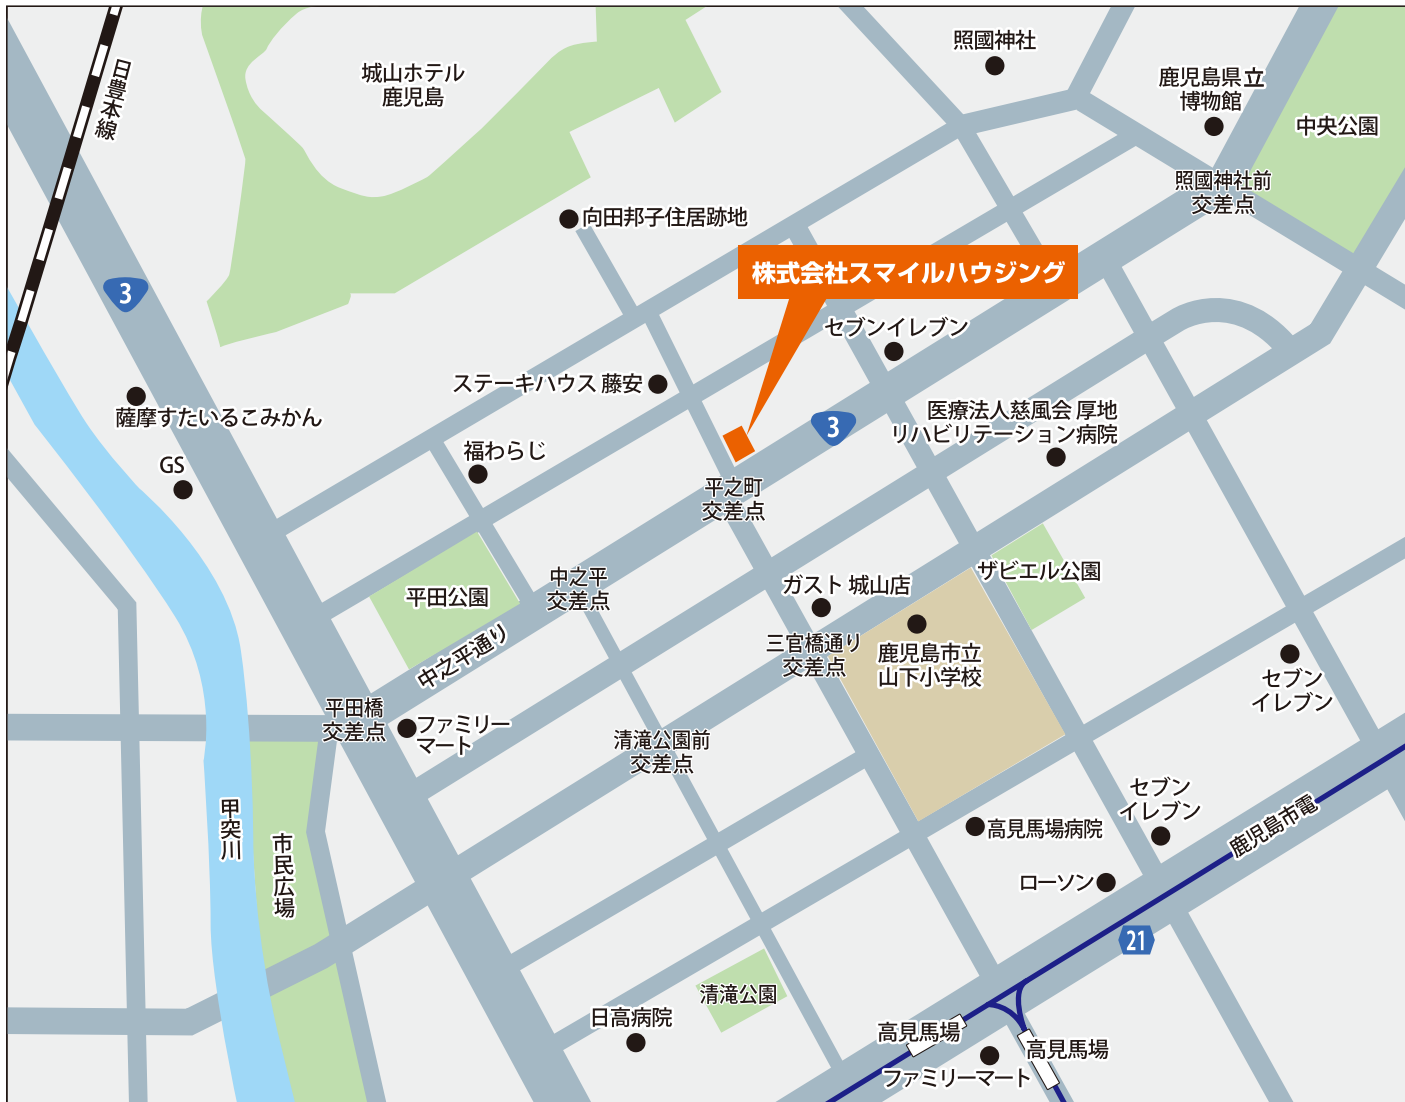 日豊本線
城山ホテル
鹿児島
照國神社
鹿児島県立
博物館
中央公園
照國神社前
交差点
向田邦子住居跡地
株式会社スマイルハウジング
3
セブンイレブン
ステーキハウス 藤安
薩摩すたいるこみかん
福わらじ
GS
3
医療法人慈風会 厚地
リハビリテーション病院
平之町
交差点
中之平
交差点
平田公園
中之平通り
ガスト 城山店
ザビエル公園
三官橋通り
交差点
鹿児島市立
山下小学校
セブン
イレブン
平田橋
交差点
ファミリー
マート
清滝公園前
交差点
甲突川
市民広場
セブン
イレブン
高見馬場病院
鹿児島市電
ローソン
21
清滝公園
日高病院
高見馬場
高見馬場
ファミリーマート